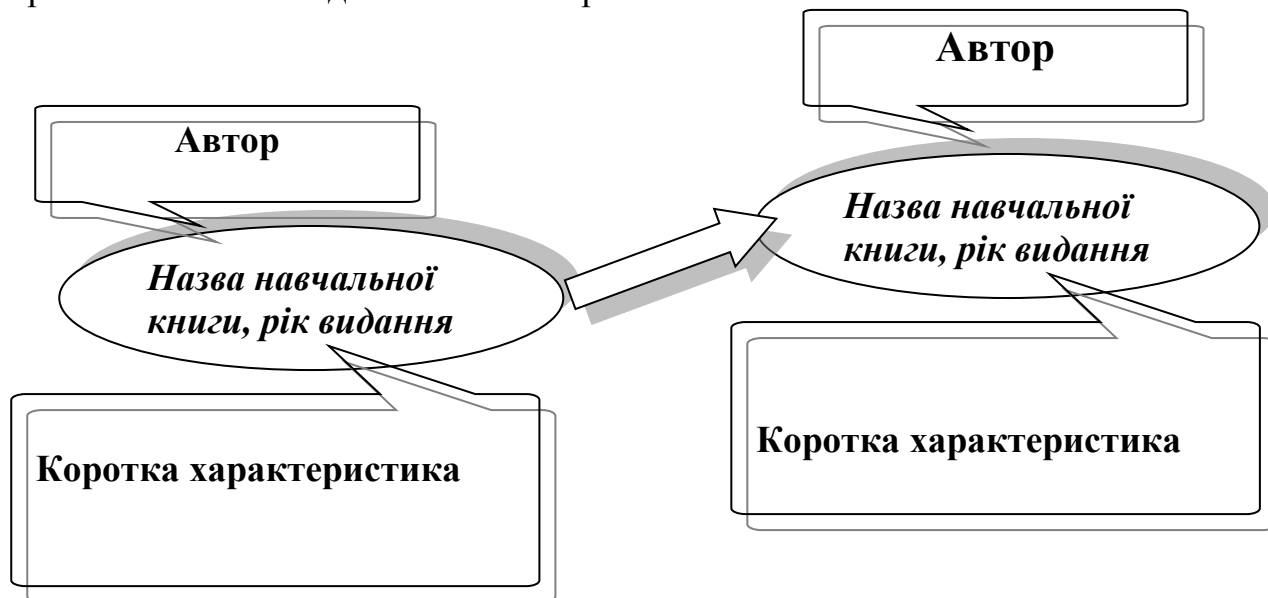 Автор
Назва навчальної
книги, рік видання
Коротка характеристика
Автор
Назва навчальної
книги, рік видання
Коротка характеристика